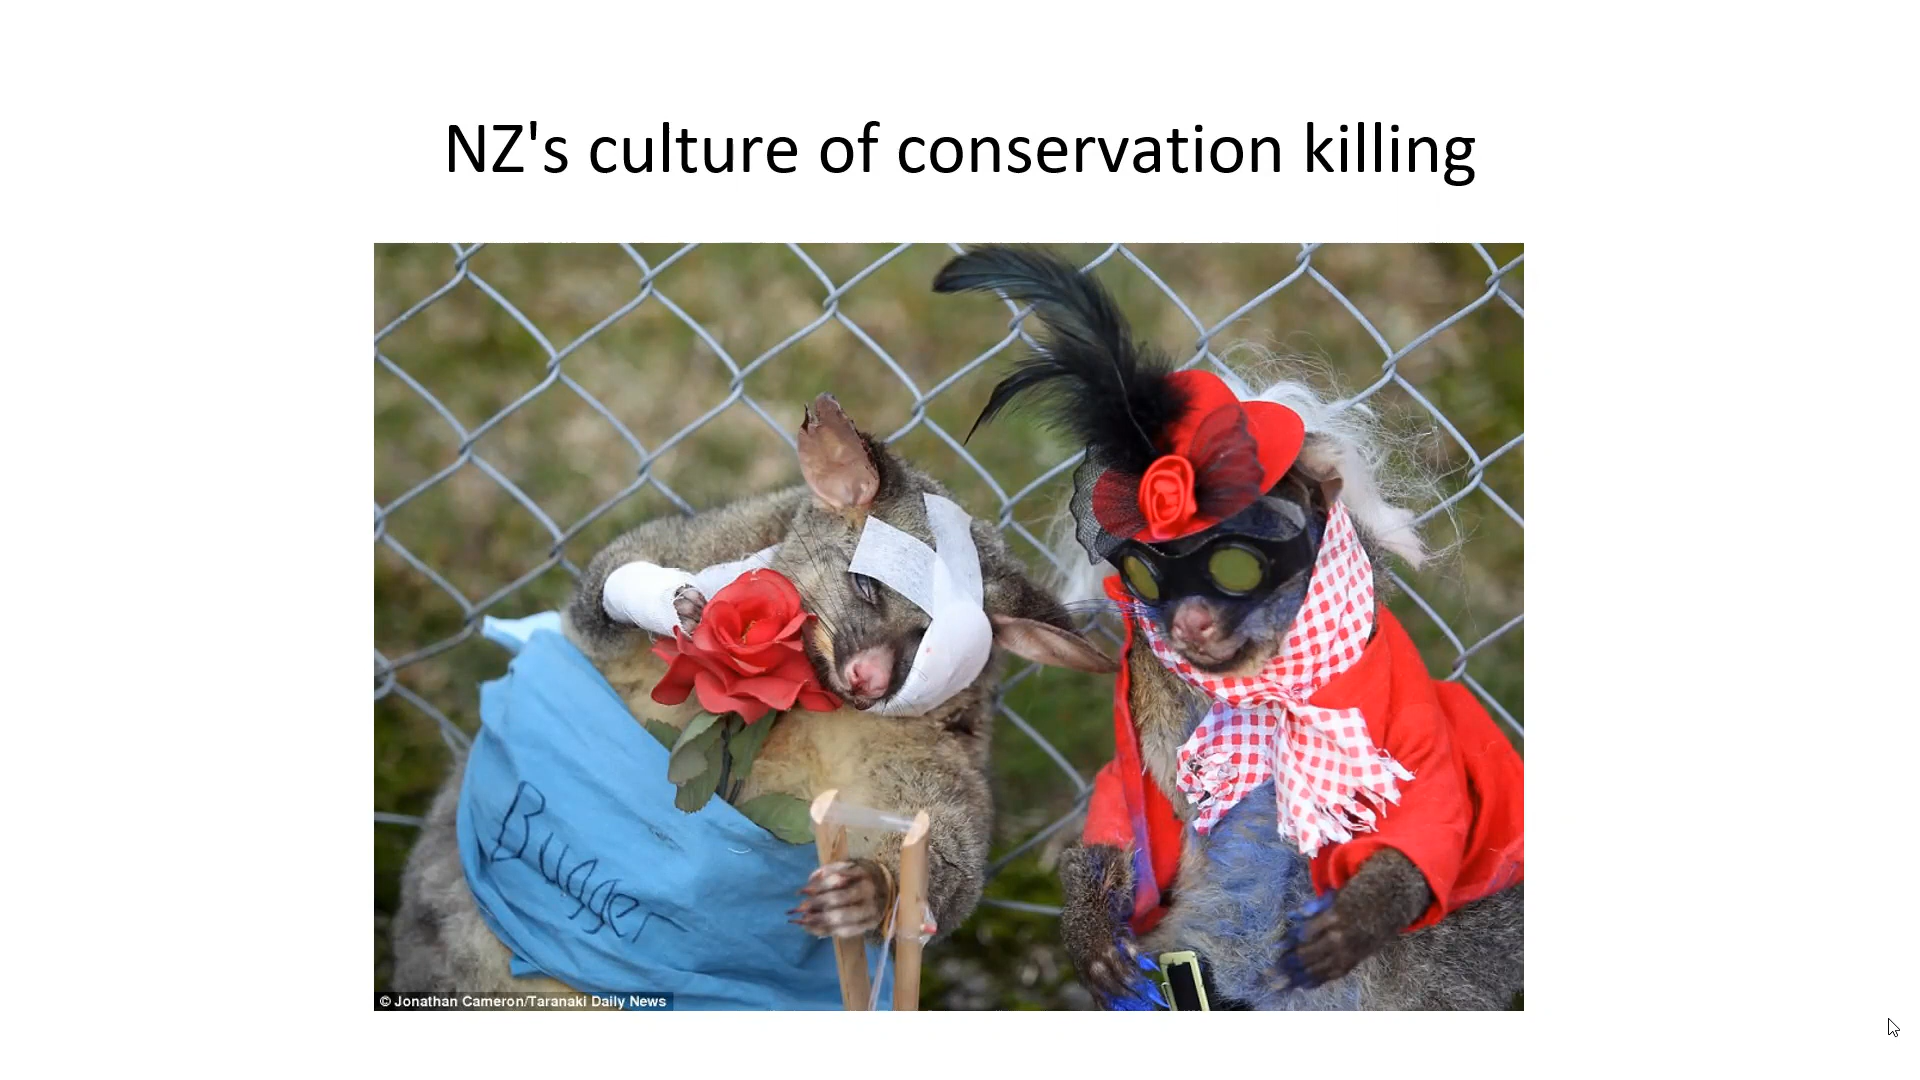 NZ's culture of conservation killing
Bugger
© Jonathan Cameron/Taranaki Daily News